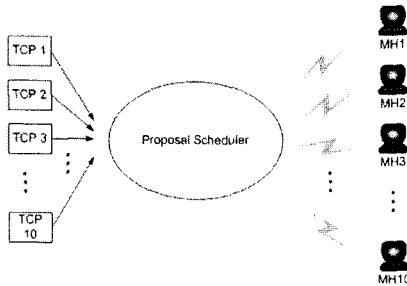 TCP 1
TCP 2
TCP 3
TCP
10
Proposal Scheduler
MH1
MH2
MH3
MH10